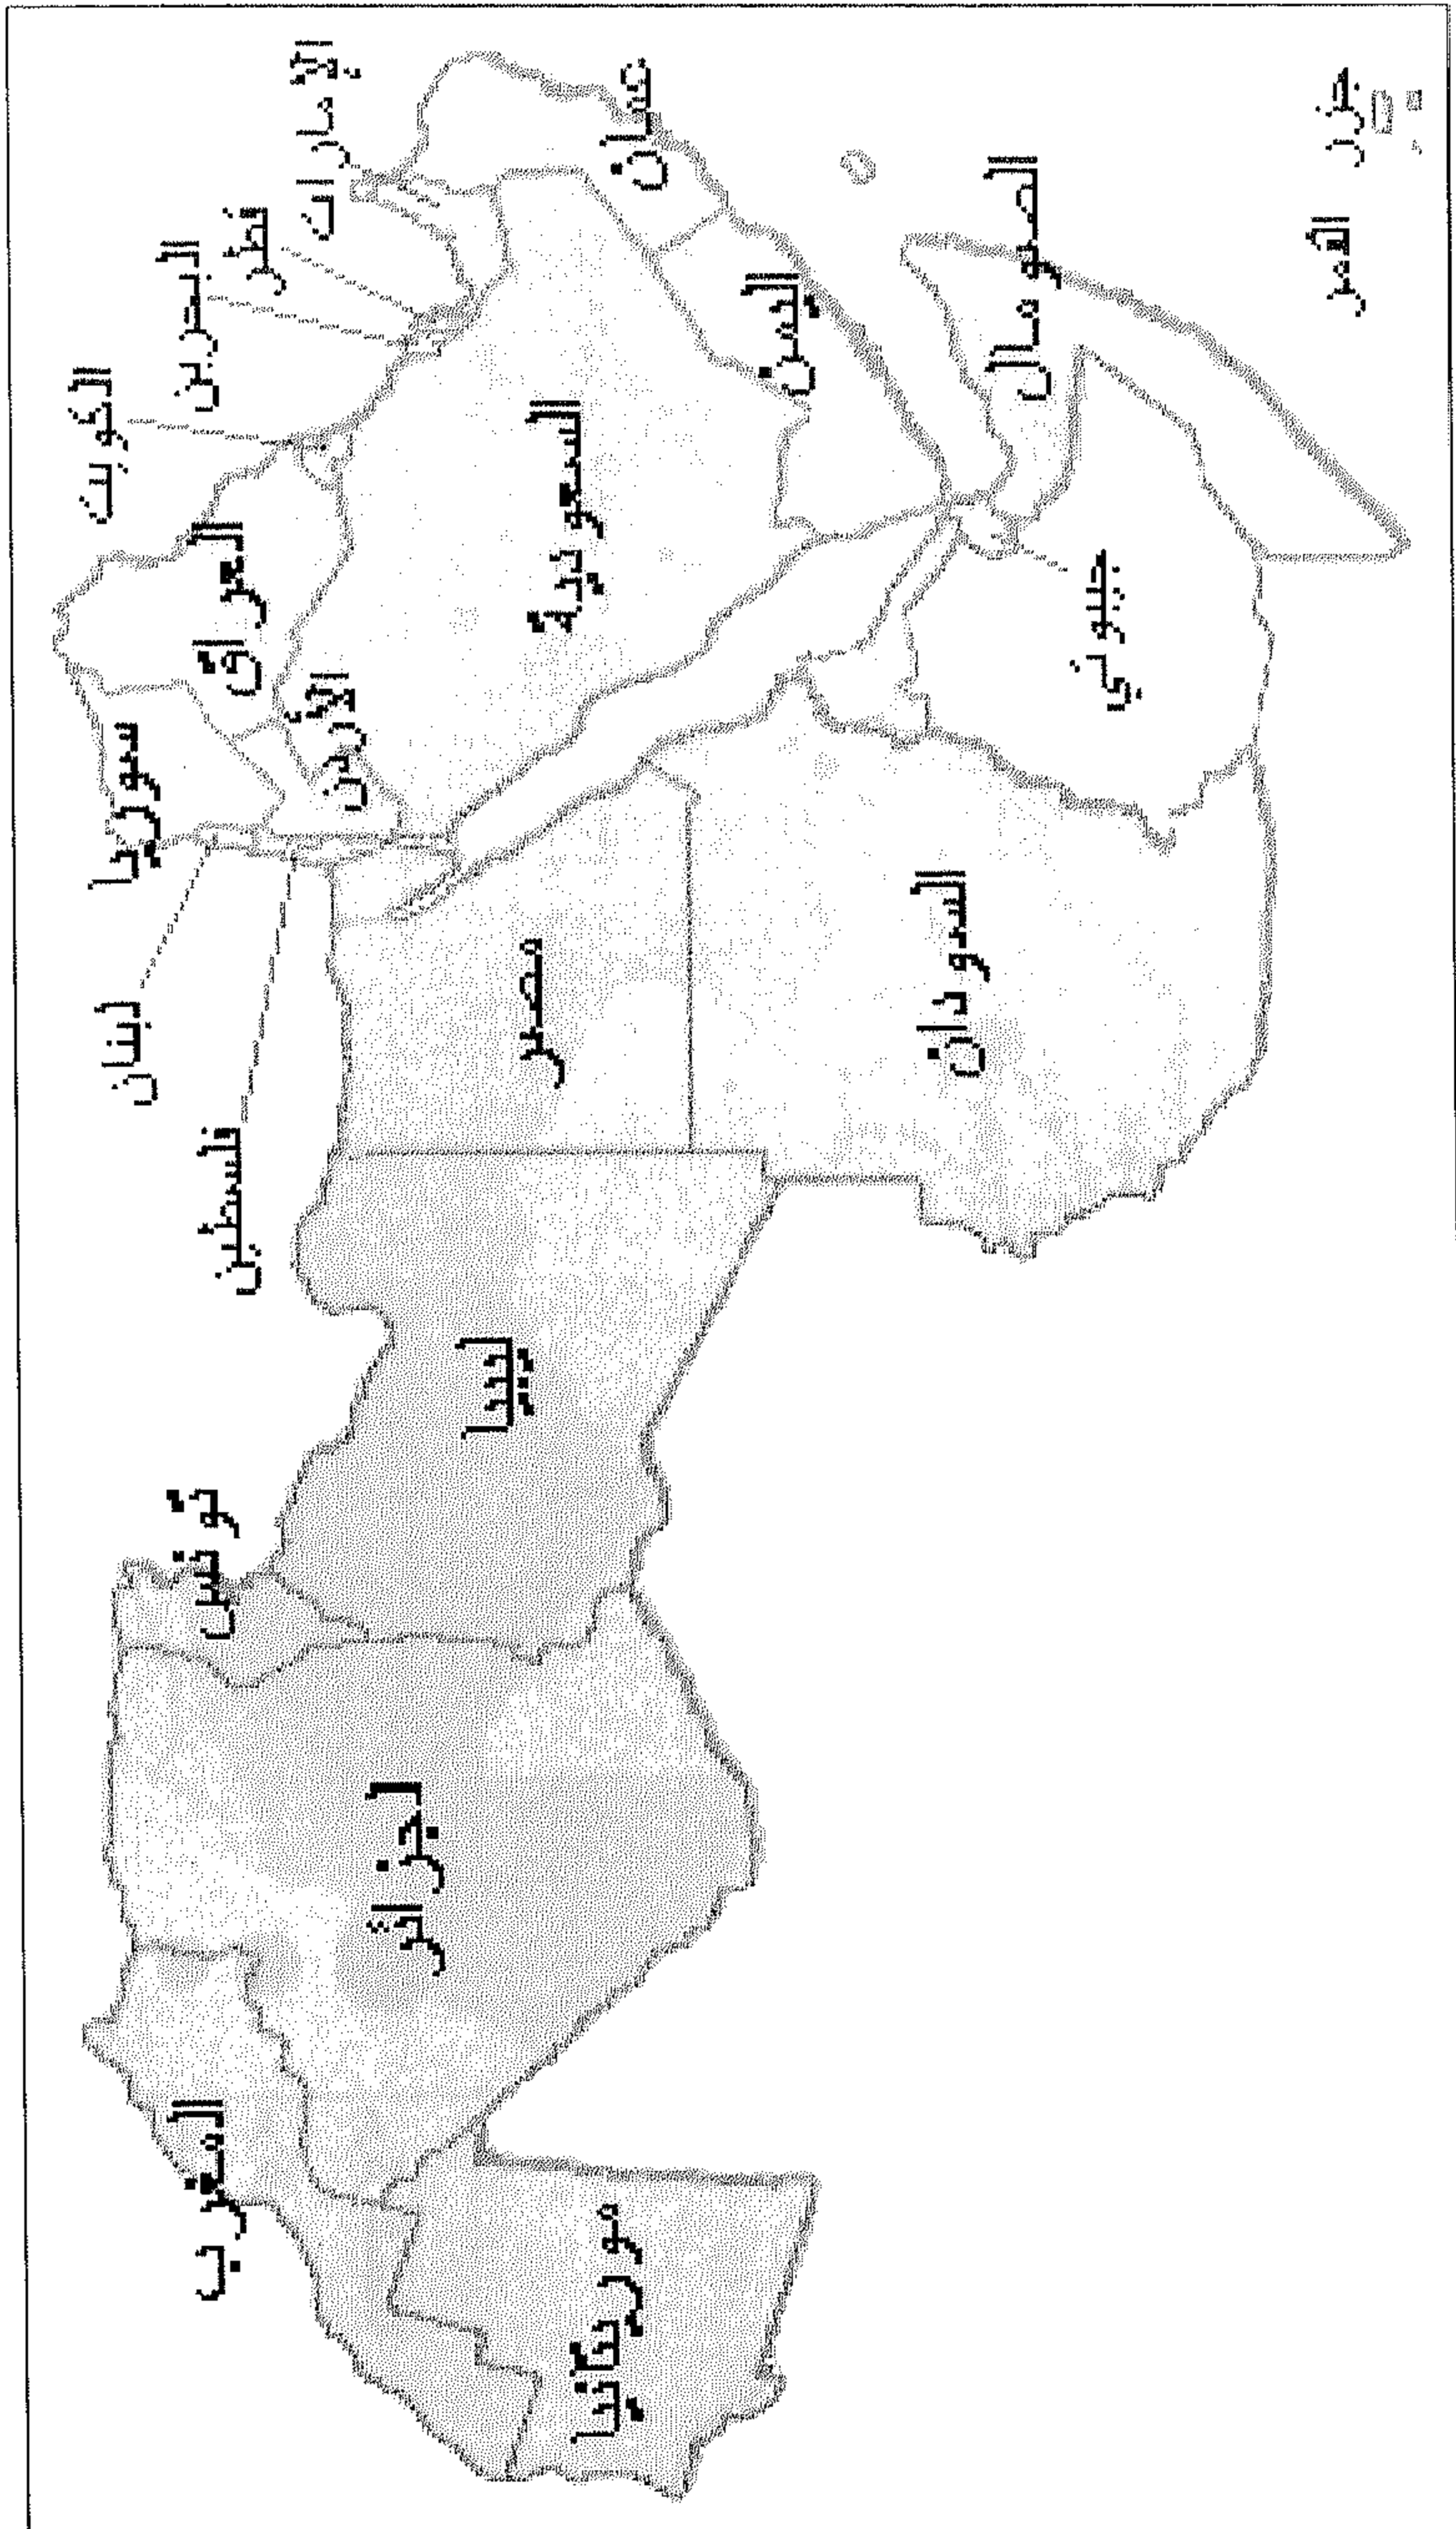 المغرب
موريتانيا
الجزائر
تونس
ليبيا
مصر
السودان
فلسطين
لبنان
سوريا
الأردن
العراق
الكويت
السعودية
البحرين
قطر
الإمارات
عمان
اليمن
جيبوتي
الصومال
جزر
القمر